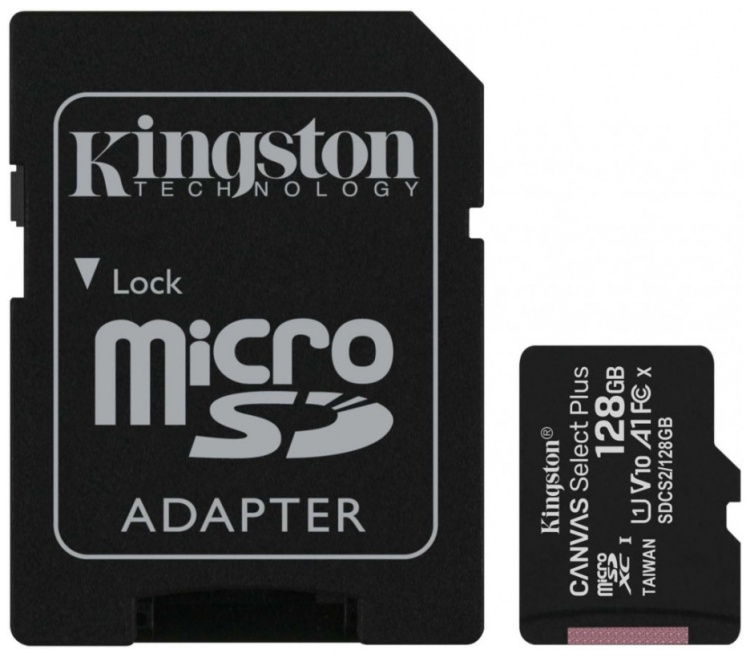 Kingston
TECHNOLOGY
Lock
micro
SD
ADAPTER
Kingston®
CANVAS Select Plus
128GB
micro SD XC I U1 V10 A1 FC X
TAIWAN SDCS2/128GB